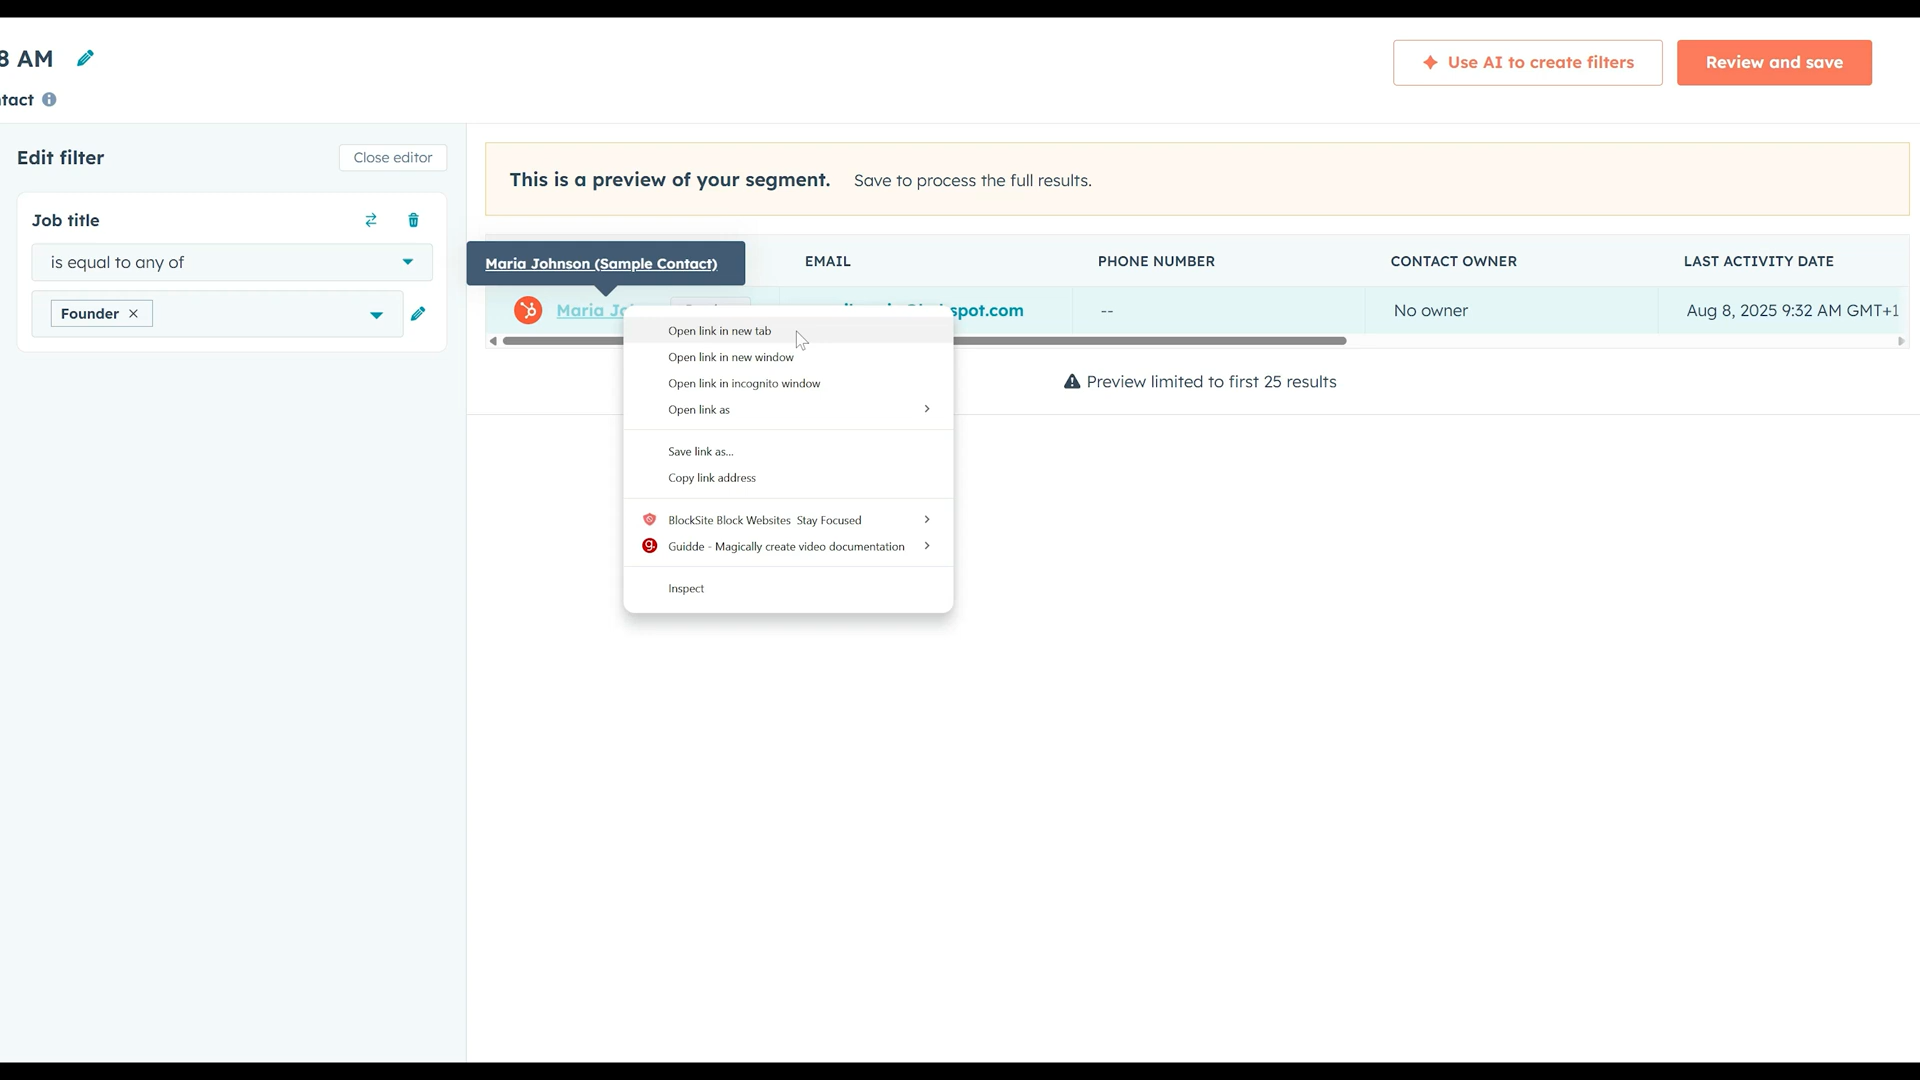 8 AM
ntact
Use AI to create filters
Review and save
Edit filter
Close editor
Job title
is equal to any of
Founder
This is a preview of your segment. Save to process the full results.
Maria Johnson (Sample Contact)
EMAIL
PHONE NUMBER
CONTACT OWNER
LAST ACTIVITY DATE
Maria Jo
spot.com
--
No owner
Aug 8, 2025 9:32 AM GMT+1
Preview limited to first 25 results
Open link in new tab
Open link in new window
Open link in incognito window
Open link as
Save link as...
Copy link address
BlockSite Block Websites Stay Focused
Guidde - Magically create video documentation
Inspect